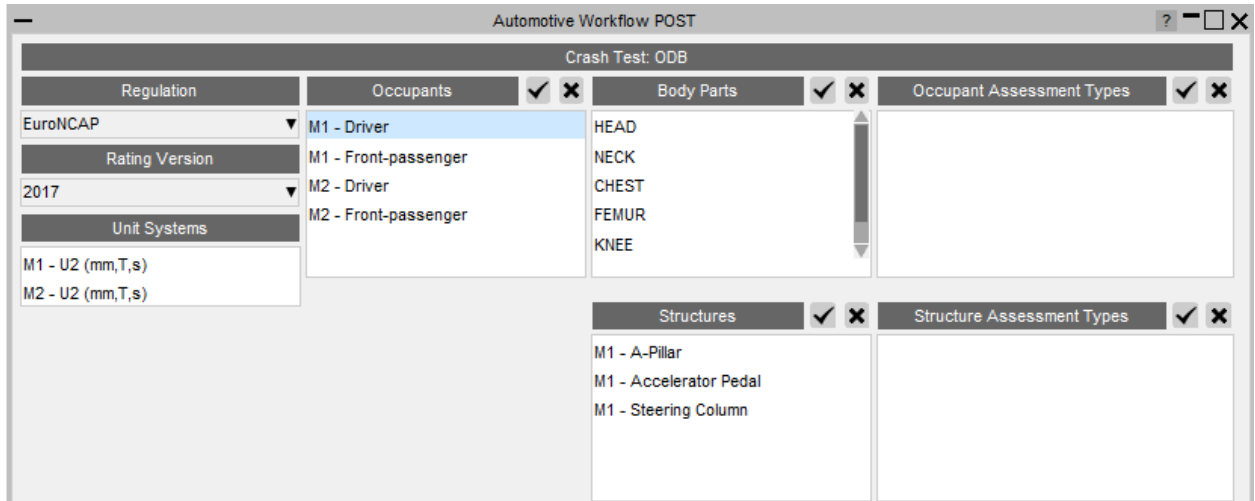 Automotive Workflow POST
?
Crash Test: ODB
Regulation
EuroNCAP
Rating Version
2017
Unit Systems
M1 - U2 (mm,T,s)
M2 - U2 (mm,T,s)
Occupants
M1 - Driver
M1 - Front-passenger
M2 - Driver
M2 - Front-passenger
Body Parts
HEAD
NECK
CHEST
FEMUR
KNEE
Occupant Assessment Types
Structures
M1 - A-Pillar
M1 - Accelerator Pedal
M1 - Steering Column
Structure Assessment Types